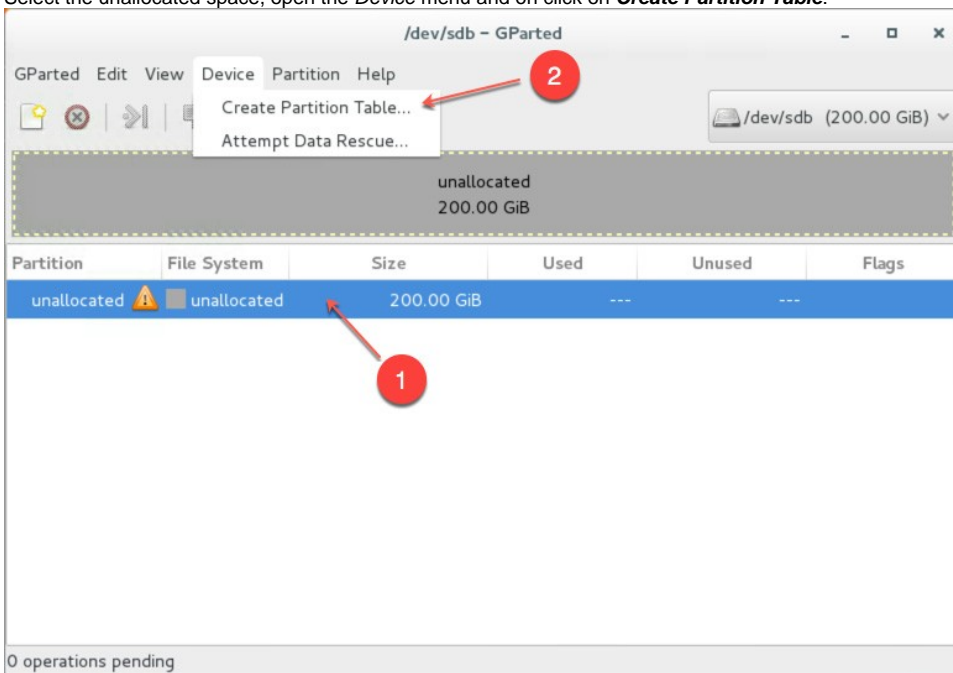 Select the unallocated space, open the Device menu and on click on Create Partition Table.
/dev/sdb – GParted
GParted Edit View Device Partition Help
2
Create Partition Table...
/dev/sdb (200.00 GiB)
Attempt Data Rescue...
unallocated
200.00 GiB
Partition File System Size Used Unused Flags
unallocated unallocated 200.00 GiB --- ---
1
0 operations pending